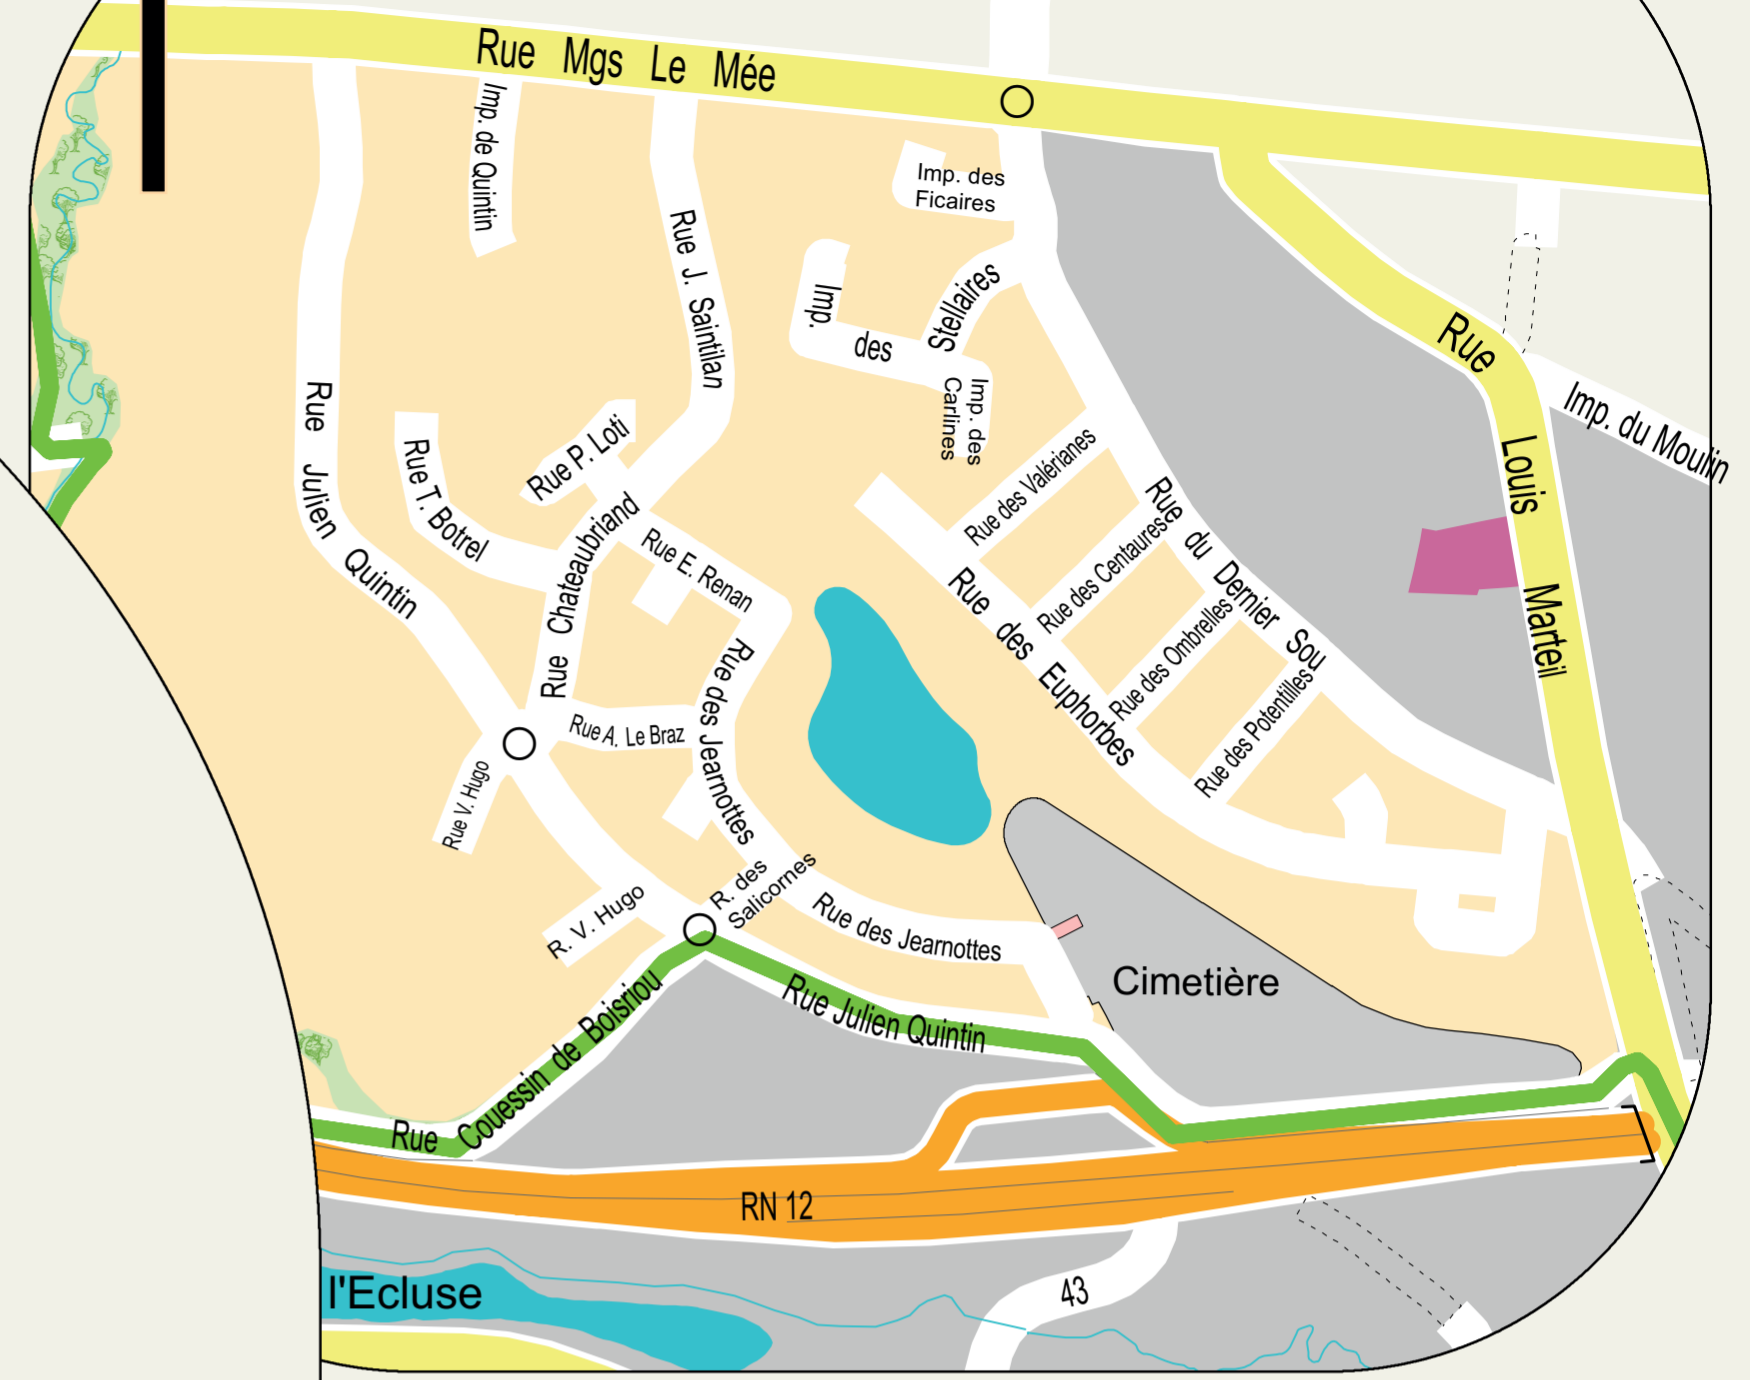 Rue Mgs Le Mée
Imp. de Quintin
Imp. des
Ficaires
Rue J. Saintilan
Imp. des Stellaires
Imp. des
Carlines
Rue
Louis
Marteil
Imp. du Moulin
Rue Julien Quintin
Rue T. Botrel
Rue P. Loti
Rue Chateaubriand
Rue E. Renan
Rue des Valérianes
Rue des Centaures
Rue des Ombrelles
Rue des Potentilles
Rue du Dernier Sou
Rue des Euphorbes
Rue des Jearnottes
Rue A. Le Braz
Rue V. Hugo
R. V. Hugo
R. des
Salicornes
Rue des Jearnottes
Cimetière
Rue Julien Quintin
Rue Couessin de Boisriou
RN 12
43
l'Ecluse